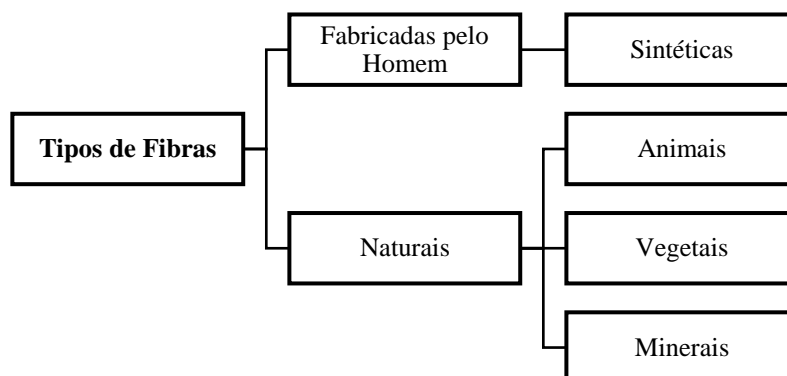 Tipos de Fibras
Fabricadas pelo
Homem
Sintéticas
Naturais
Animais
Vegetais
Minerais